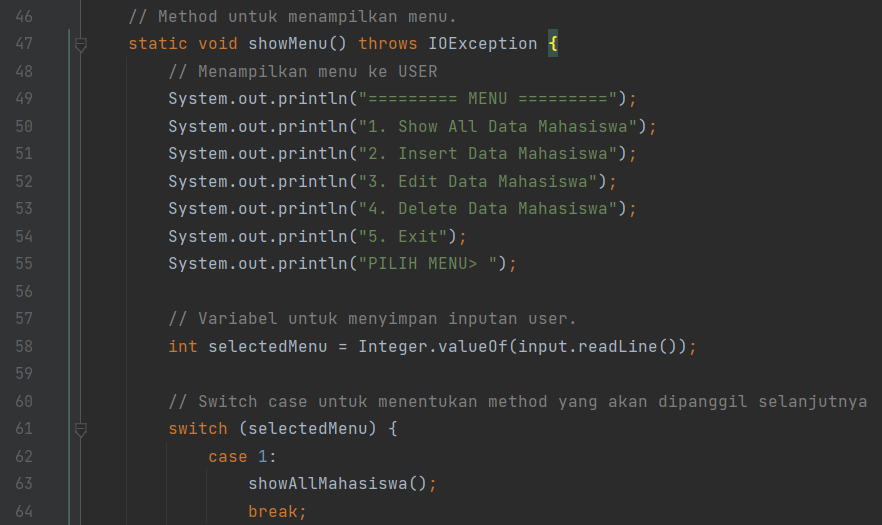 46 // Method untuk menampilkan menu.
47 static void showMenu() throws IOException {
48 // Menampilkan menu ke USER
49 System.out.println("========= MENU =========");
50 System.out.println("1. Show All Data Mahasiswa");
51 System.out.println("2. Insert Data Mahasiswa");
52 System.out.println("3. Edit Data Mahasiswa");
53 System.out.println("4. Delete Data Mahasiswa");
54 System.out.println("5. Exit");
55 System.out.println("PILIH MENU> ");
56
57 // Variabel untuk menyimpan inputan user.
58 int selectedMenu = Integer.valueOf(input.readLine());
59
60 // Switch case untuk menentukan method yang akan dipanggil selanjutnya
61 switch (selectedMenu) {
62 case 1:
63 showAllMahasiswa();
64 break;